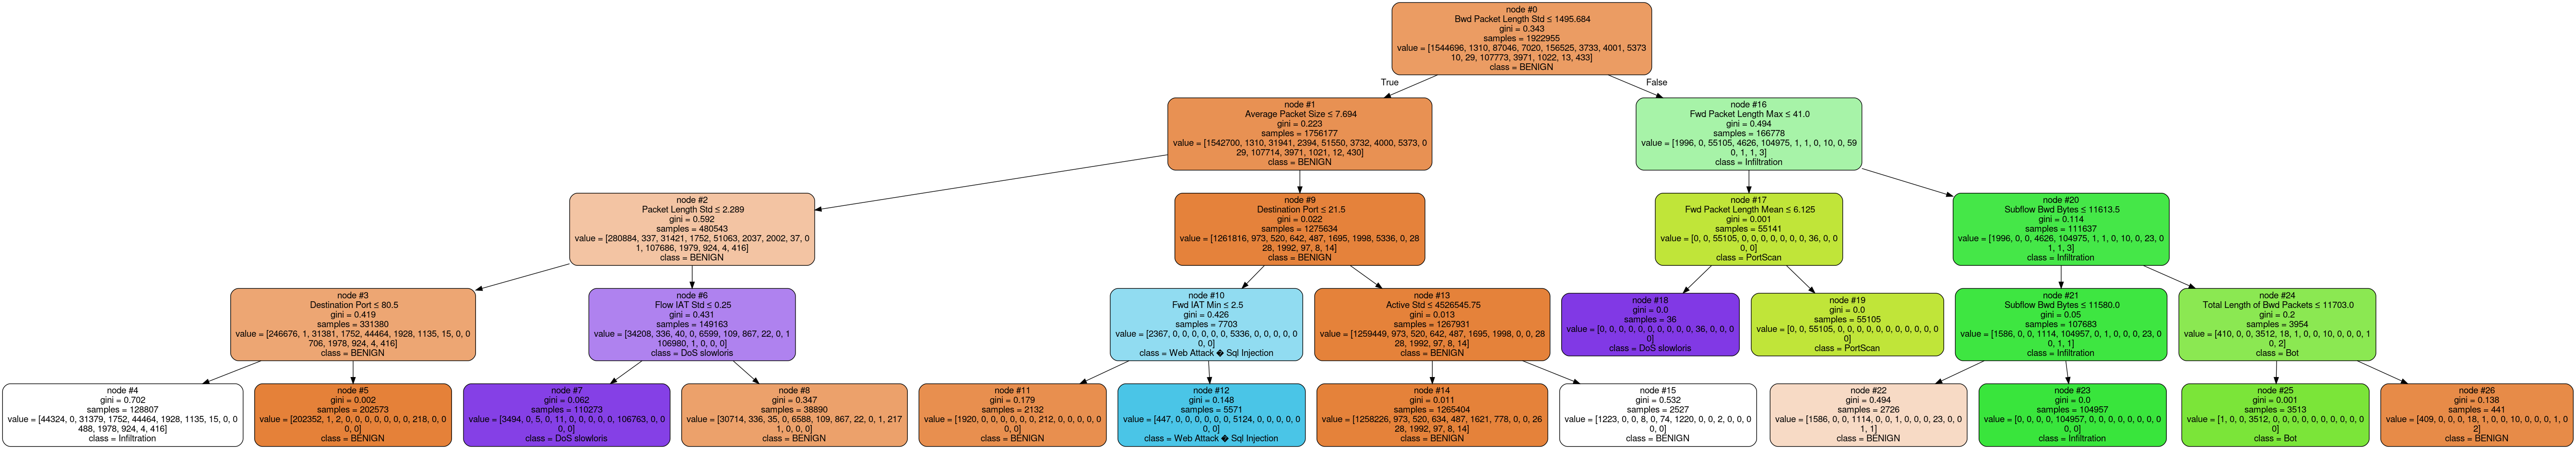 node #0
Bwd Packet Length Std ≤ 1495.684
gini = 0.343
samples = 1922955
value = [1544696, 1310, 87046, 7020, 156525, 3733, 4001, 5373
10, 29, 107773, 3971, 1022, 13, 433]
class = BENIGN
True
False
node #1
Average Packet Size ≤ 7.694
gini = 0.223
samples = 1756177
value = [1542700, 1310, 31941, 2394, 51550, 3732, 4000, 5373, 0
29, 107714, 3971, 1021, 12, 430]
class = BENIGN
node #16
Fwd Packet Length Max ≤ 41.0
gini = 0.494
samples = 166778
value = [1996, 0, 55105, 4626, 104975, 1, 1, 0, 10, 0, 59
0, 1, 1, 3]
class = Infiltration
node #2
Packet Length Std ≤ 2.289
gini = 0.592
samples = 480543
value = [280884, 337, 31421, 1752, 51063, 2037, 2002, 37, 0
1, 107686, 1979, 924, 4, 416]
class = BENIGN
node #9
Destination Port ≤ 21.5
gini = 0.022
samples = 1275634
value = [1261816, 973, 520, 642, 487, 1695, 1998, 5336, 0, 28
28, 1992, 97, 8, 14]
class = BENIGN
node #17
Fwd Packet Length Mean ≤ 6.125
gini = 0.001
samples = 55141
value = [0, 0, 55105, 0, 0, 0, 0, 0, 0, 0, 36, 0, 0
0, 0]
class = PortScan
node #20
Subflow Bwd Bytes ≤ 11613.5
gini = 0.114
samples = 111637
value = [1996, 0, 0, 4626, 104975, 1, 1, 0, 10, 0, 23, 0
1, 1, 3]
class = Infiltration
node #3
Destination Port ≤ 80.5
gini = 0.419
samples = 331380
value = [246676, 1, 31381, 1752, 44464, 1928, 1135, 15, 0, 0
706, 1978, 924, 4, 416]
class = BENIGN
node #6
Flow IAT Std ≤ 0.25
gini = 0.431
samples = 149163
value = [34208, 336, 40, 0, 6599, 109, 867, 22, 0, 1
106980, 1, 0, 0, 0]
class = DoS slowloris
node #10
Fwd IAT Min ≤ 2.5
gini = 0.426
samples = 7703
value = [2367, 0, 0, 0, 0, 0, 0, 5336, 0, 0, 0, 0, 0
0, 0]
class = Web Attack � Sql Injection
node #13
Active Std ≤ 4526545.75
gini = 0.013
samples = 1267931
value = [1259449, 973, 520, 642, 487, 1695, 1998, 0, 0, 28
28, 1992, 97, 8, 14]
class = BENIGN
node #18
gini = 0.0
samples = 36
value = [0, 0, 0, 0, 0, 0, 0, 0, 0, 0, 36, 0, 0, 0
0]
class = DoS slowloris
node #19
gini = 0.0
samples = 55105
value = [0, 0, 55105, 0, 0, 0, 0, 0, 0, 0, 0, 0, 0, 0
0]
class = PortScan
node #21
Subflow Bwd Bytes ≤ 11580.0
gini = 0.05
samples = 107683
value = [1586, 0, 0, 1114, 104957, 0, 1, 0, 0, 0, 23, 0
0, 1, 1]
class = Infiltration
node #24
Total Length of Bwd Packets ≤ 11703.0
gini = 0.2
samples = 3954
value = [410, 0, 0, 3512, 18, 1, 0, 0, 10, 0, 0, 0, 1
0, 2]
class = Bot
node #4
gini = 0.702
samples = 128807
value = [44324, 0, 31379, 1752, 44464, 1928, 1135, 15, 0, 0
488, 1978, 924, 4, 416]
class = Infiltration
node #5
gini = 0.002
samples = 202573
value = [202352, 1, 2, 0, 0, 0, 0, 0, 0, 0, 218, 0, 0
0, 0]
class = BENIGN
node #7
gini = 0.062
samples = 110273
value = [3494, 0, 5, 0, 11, 0, 0, 0, 0, 0, 106763, 0, 0
0, 0]
class = DoS slowloris
node #8
gini = 0.347
samples = 38890
value = [30714, 336, 35, 0, 6588, 109, 867, 22, 0, 1, 217
1, 0, 0, 0]
class = BENIGN
node #11
gini = 0.179
samples = 2132
value = [1920, 0, 0, 0, 0, 0, 0, 212, 0, 0, 0, 0, 0
0, 0]
class = BENIGN
node #12
gini = 0.148
samples = 5571
value = [447, 0, 0, 0, 0, 0, 0, 5124, 0, 0, 0, 0, 0
0, 0]
class = Web Attack � Sql Injection
node #14
gini = 0.011
samples = 1265404
value = [1258226, 973, 520, 634, 487, 1621, 778, 0, 0, 26
28, 1992, 97, 8, 14]
class = BENIGN
node #15
gini = 0.532
samples = 2527
value = [1223, 0, 0, 8, 0, 74, 1220, 0, 0, 2, 0, 0, 0
0, 0]
class = BENIGN
node #22
gini = 0.494
samples = 2726
value = [1586, 0, 0, 1114, 0, 0, 1, 0, 0, 0, 23, 0, 0
1, 1]
class = BENIGN
node #23
gini = 0.0
samples = 104957
value = [0, 0, 0, 0, 104957, 0, 0, 0, 0, 0, 0, 0, 0
0, 0]
class = Infiltration
node #25
gini = 0.001
samples = 3513
value = [1, 0, 0, 3512, 0, 0, 0, 0, 0, 0, 0, 0, 0, 0
0]
class = Bot
node #26
gini = 0.138
samples = 441
value = [409, 0, 0, 0, 18, 1, 0, 0, 10, 0, 0, 0, 1, 0
2]
class = BENIGN